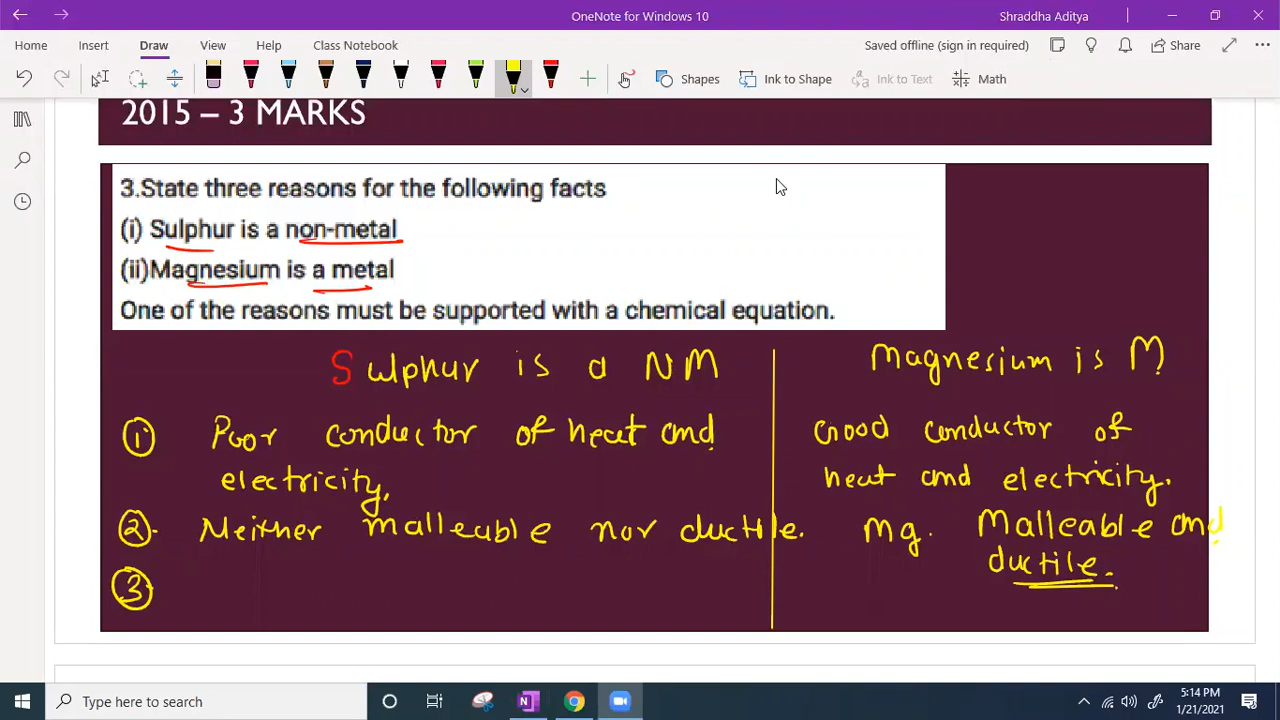 OneNote for Windows 10
Shraddha Aditya
Home Insert Draw View Help Class Notebook
Saved offline (sign in required)
Share
Shapes
Ink to Shape
Ink to Text
Math
2015 – 3 MARKS
3.State three reasons for the following facts
(i) Sulphur is a non-metal
(ii)Magnesium is a metal
One of the reasons must be supported with a chemical equation.
Sulphur is a NM
Magnesium is M
① Poor conductor of heat and
electricity,
Good conductor of
heat and electricity.
②. Neither malleable nor ductile.
Mg. Malleable and
ductile.
③
Type here to search
5:14 PM
1/21/2021